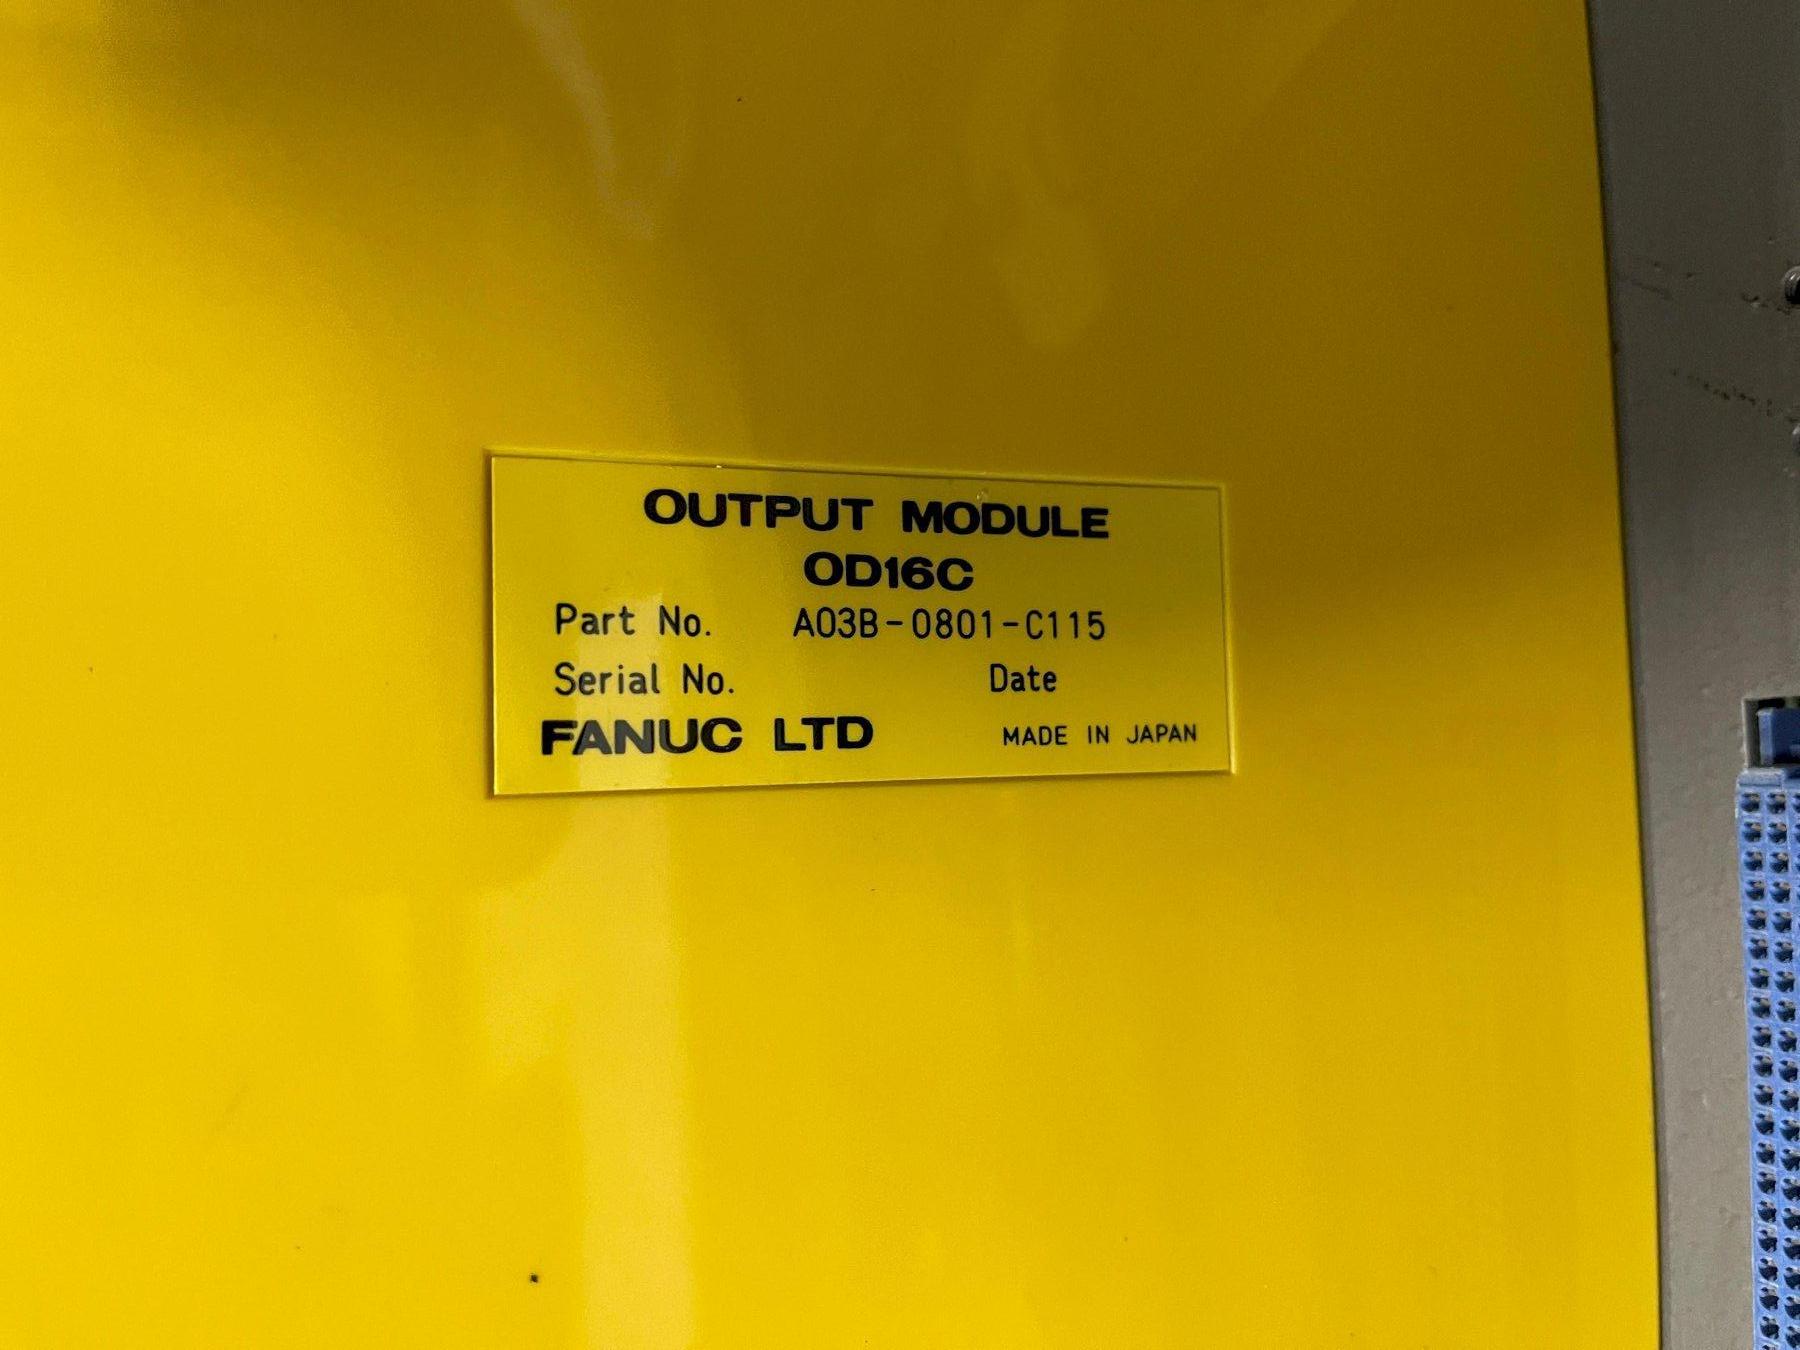 OUTPUT MODULE
OD16C
Part No. A03B-0801-C115
Serial No. Date
FANUC LTD MADE IN JAPAN